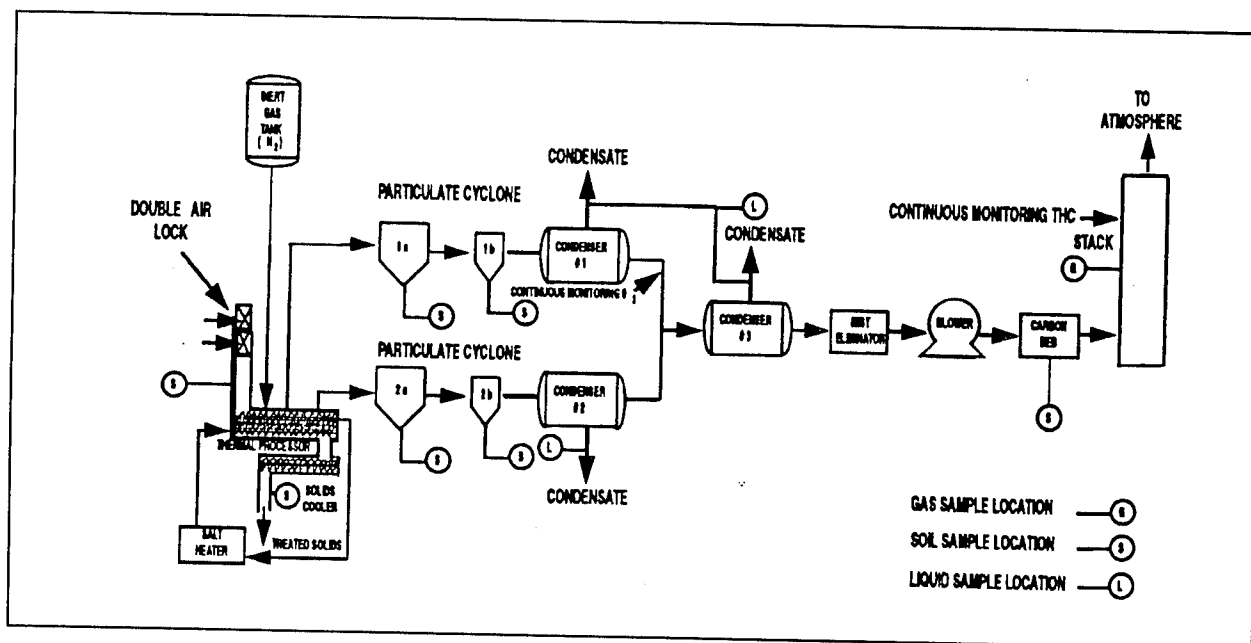 INERT
GAS
TANK
( N₂)
DOUBLE AIR
LOCK
S
THERMAL PROCESSOR
S
SOLIDS
COOLER
TREATED SOLIDS
SALT
HEATER
PARTICULATE CYCLONE
1a
S
1b
S
CONDENSATE
CONDENSER
#1
CONTINUOUS MONITORING
L
PARTICULATE CYCLONE
2a
S
2b
S
CONDENSER
#2
L
CONDENSATE
CONDENSATE
CONDENSER
#3
MIST
ELIMINATOR
BLOWER
CARBON
BED
S
TO
ATMOSPHERE
CONTINUOUS MONITORING THC
STACK
G
GAS SAMPLE LOCATION G
SOIL SAMPLE LOCATION S
LIQUID SAMPLE LOCATION L